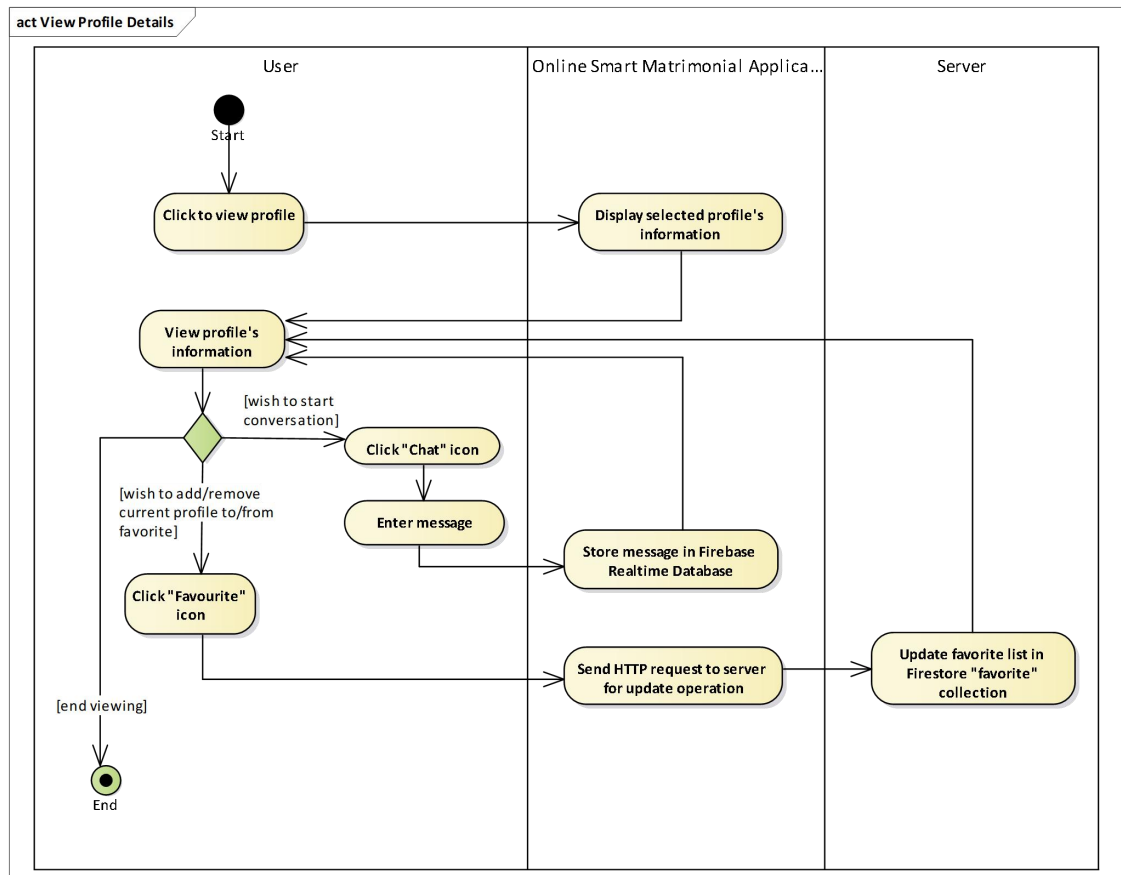 act View Profile Details
User
Online Smart Matrimonial Applica...
Server
Start
Click to view profile
Display selected profile's
information
View profile's
information
[wish to start
conversation]
Click "Chat" icon
[wish to add/remove
current profile to/from
favorite]
Enter message
Store message in Firebase
Realtime Database
Click "Favourite"
icon
Send HTTP request to server
for update operation
Update favorite list in
Firestore "favorite"
collection
[end viewing]
End